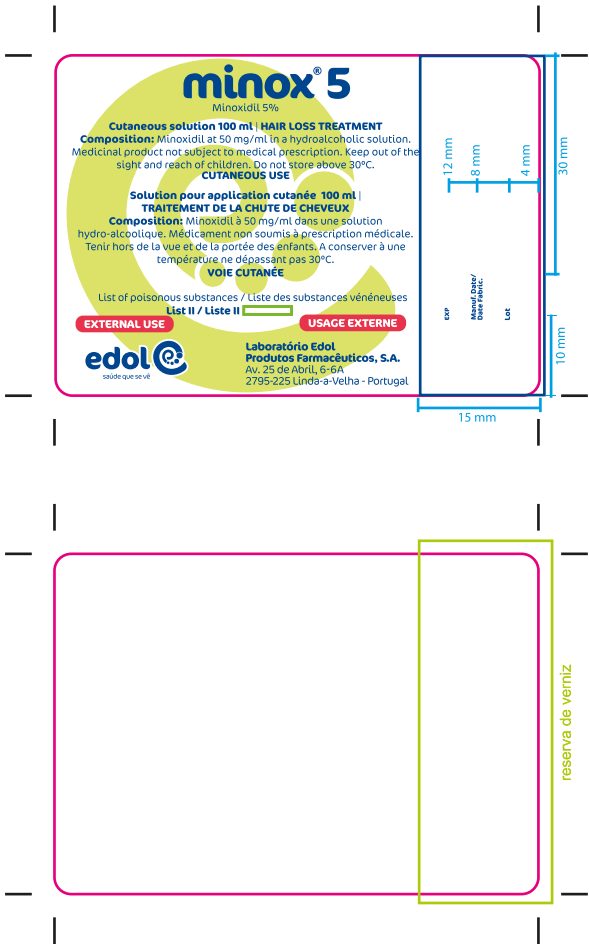 minox® 5
Minoxidil 5%
Cutaneous solution 100 ml | HAIR LOSS TREATMENT
Composition: Minoxidil at 50 mg/ml in a hydroalcoholic solution.
Medicinal product not subject to medical prescription. Keep out of the
sight and reach of children. Do not store above 30ºC.
CUTANEOUS USE
Solution pour application cutanée 100 ml |
TRAITEMENT DE LA CHUTE DE CHEVEUX
Composition: Minoxidil à 50 mg/ml dans une solution
hydro-alcoolique. Médicament non soumis à prescription médicale.
Tenir hors de la vue et de la portée des enfants. A conserver à une
température ne dépassant pas 30ºC.
VOIE CUTANÉE
List of poisonous substances / Liste des substances vénéneuses
List II / Liste II
EXTERNAL USE
USAGE EXTERNE
edol
saúde que se vê
Laboratório Edol
Produtos Farmacêuticos, S.A.
Av. 25 de Abril, 6-6A
2795-225 Linda-a-Velha - Portugal
EXP
Manuf. Date/
Date Fabric.
Lot
12 mm
8 mm
4 mm
30 mm
10 mm
15 mm
reserva de verniz